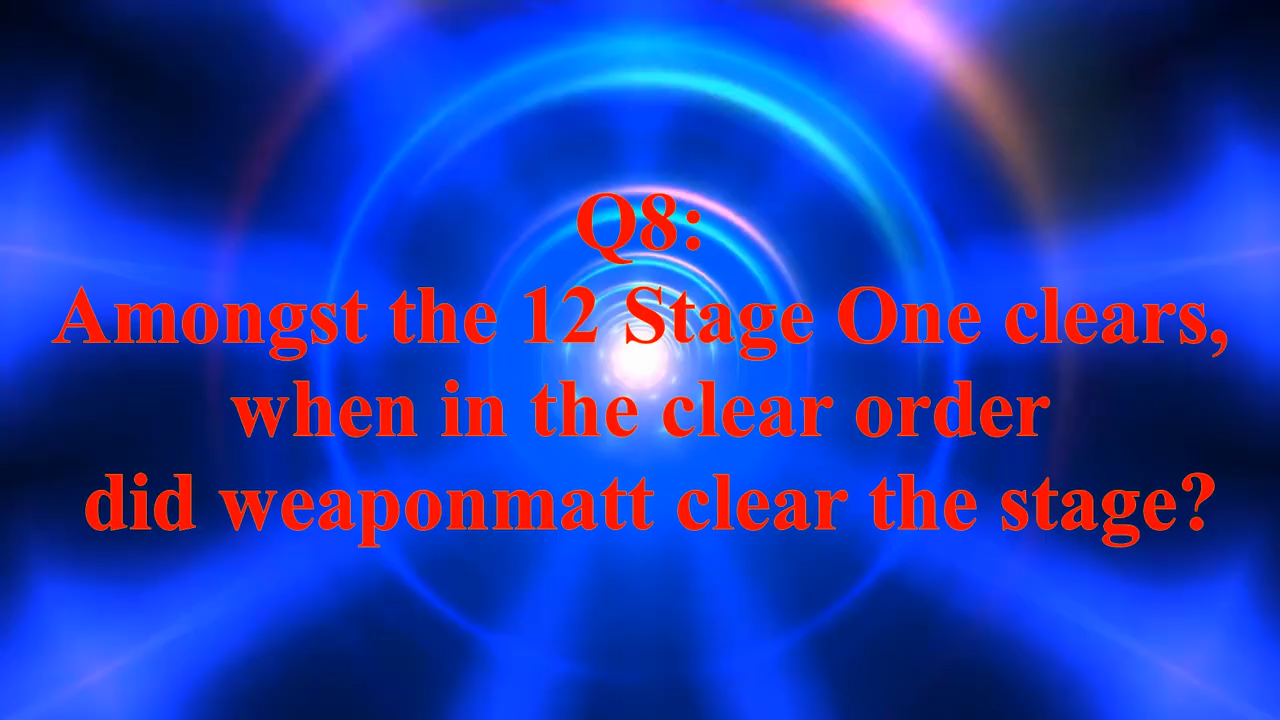 Q8:
Amongst the 12 Stage One clears,
when in the clear order
did weaponmatt clear the stage?